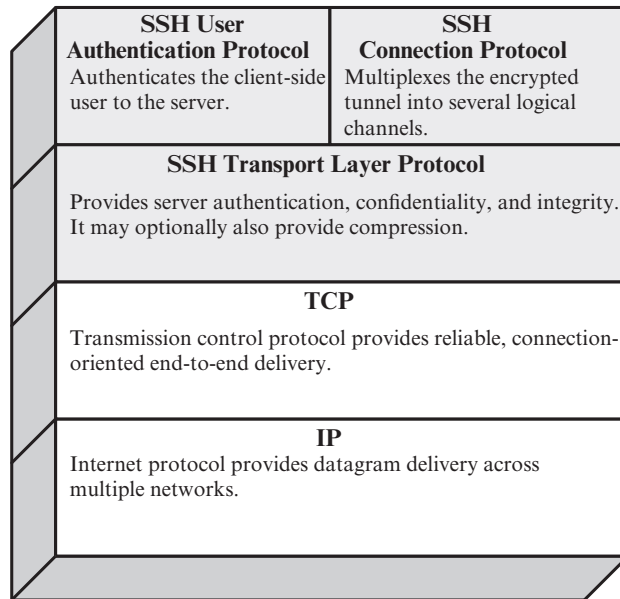 SSH User
Authentication Protocol
Authenticates the client-side
user to the server.
SSH
Connection Protocol
Multiplexes the encrypted
tunnel into several logical
channels.
SSH Transport Layer Protocol
Provides server authentication, confidentiality, and integrity.
It may optionally also provide compression.
TCP
Transmission control protocol provides reliable, connection-
oriented end-to-end delivery.
IP
Internet protocol provides datagram delivery across
multiple networks.